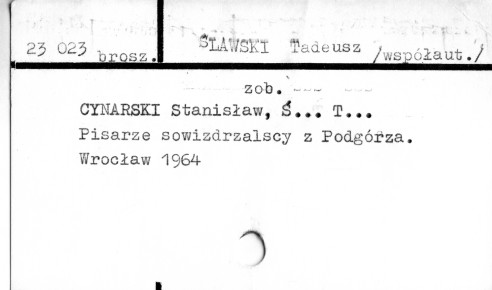 23 023 brosz. ŚLAWSKI Tadeusz /współaut./
zob.
CYNARSKI Stanisław, Ś... T...
Pisarze sowizdrzalscy z Podgórza.
Wrocław 1964